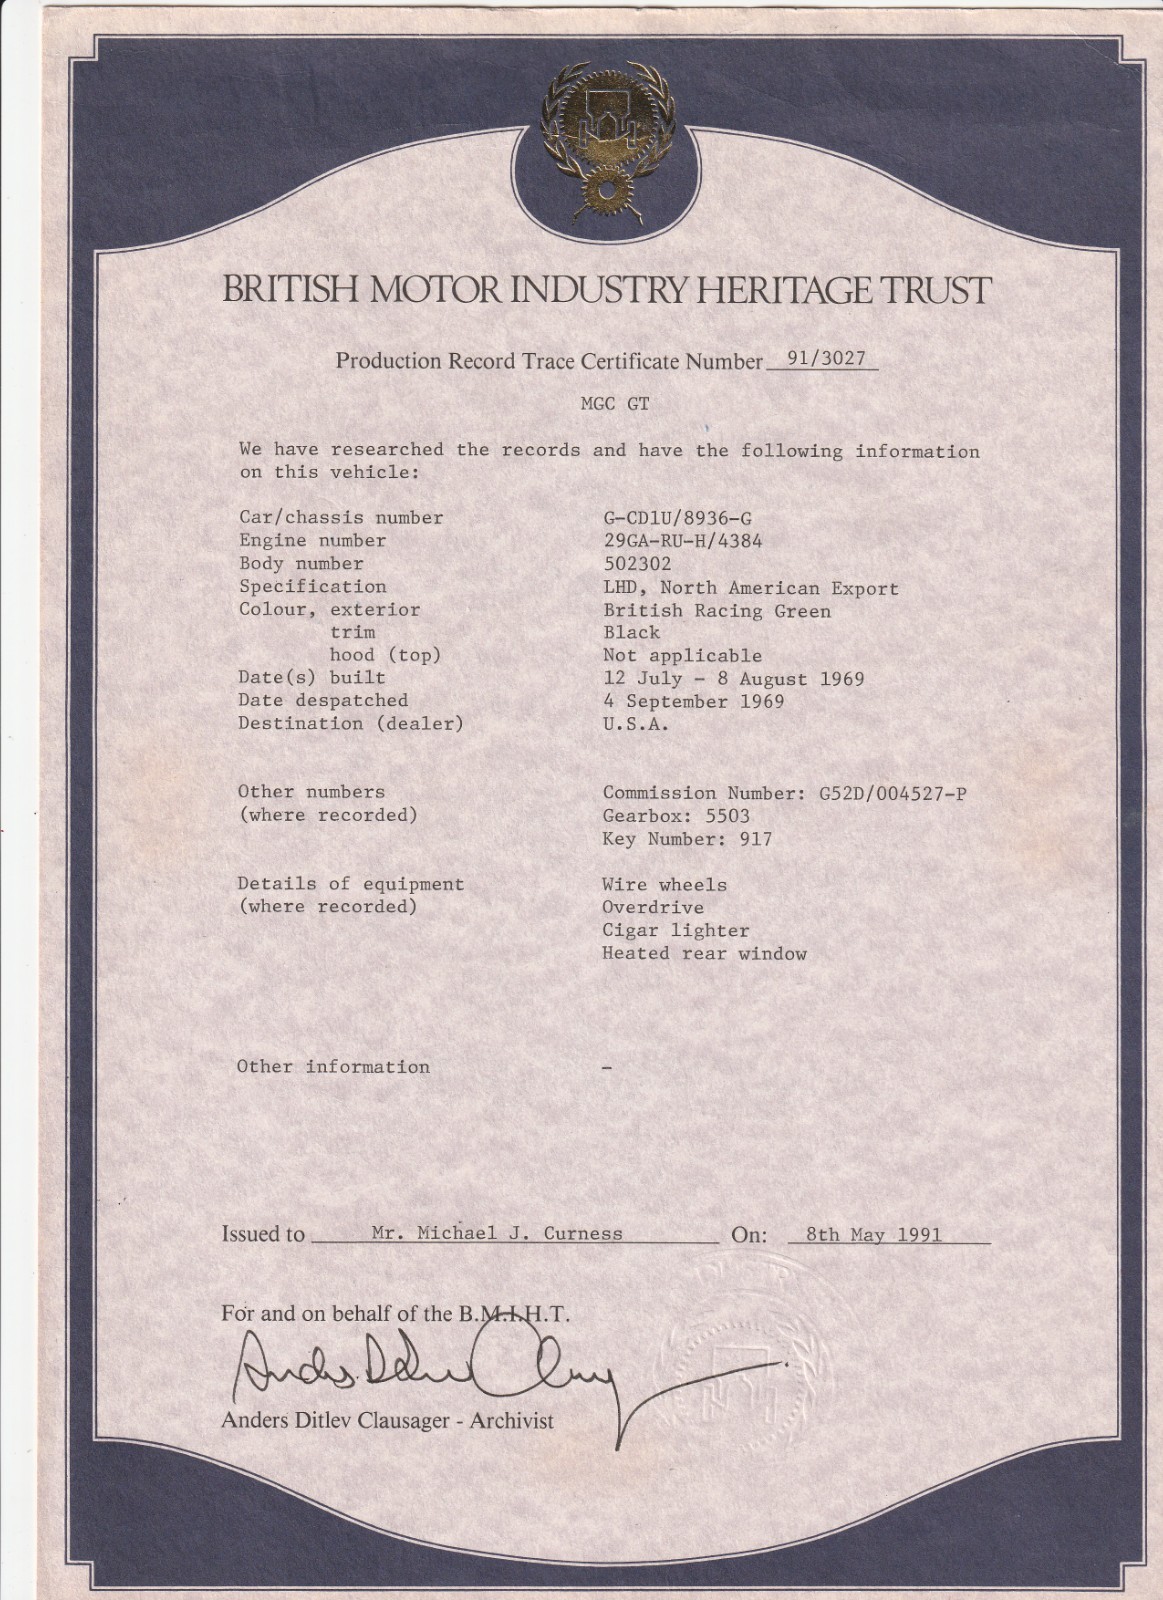 BRITISH MOTOR INDUSTRY HERITAGE TRUST
Production Record Trace Certificate Number 91/3027
MGC GT
We have researched the records and have the following information
on this vehicle:
Car/chassis number G-CD1U/8936-G
Engine number 29GA-RU-H/4384
Body number 502302
Specification LHD, North American Export
Colour, exterior British Racing Green
trim Black
hood (top) Not applicable
Date(s) built 12 July - 8 August 1969
Date despatched 4 September 1969
Destination (dealer) U.S.A.
Other numbers Commission Number: G52D/004527-P
(where recorded) Gearbox: 5503
Key Number: 917
Details of equipment Wire wheels
(where recorded) Overdrive
Cigar lighter
Heated rear window
Other information -
Issued to Mr. Michael J. Curness On: 8th May 1991
For and on behalf of the B.M.I.H.T.
Anders Ditlev Clausager - Archivist